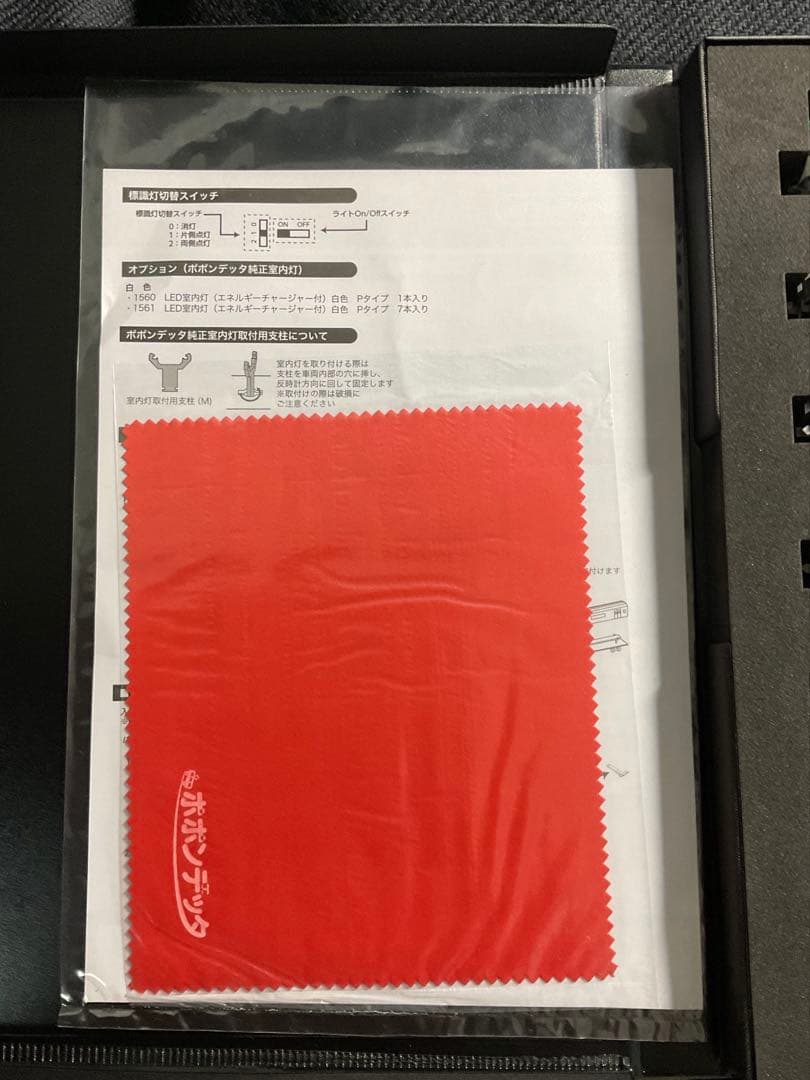 標識灯切替スイッチ
標識灯切替スイッチ
0：消灯
1：片側点灯
2：両側点灯
0
1
2
ON OFF
ライトOn/Offスイッチ
オプション（ポポンデッタ純正室内灯）
白 色
・1560 LED室内灯（エネルギーチャージャー付）白色 Pタイプ 1本入り
・1561 LED室内灯（エネルギーチャージャー付）白色 Pタイプ 7本入り
ポポンデッタ純正室内灯取付用支柱について
室内灯を取り付ける際は
支柱を車両内部の穴に挿し、
反時計方向に回して固定します
※取付けの際は破損に
ご注意ください
室内灯取付用支柱（M）
付けます
ポポンデッタ